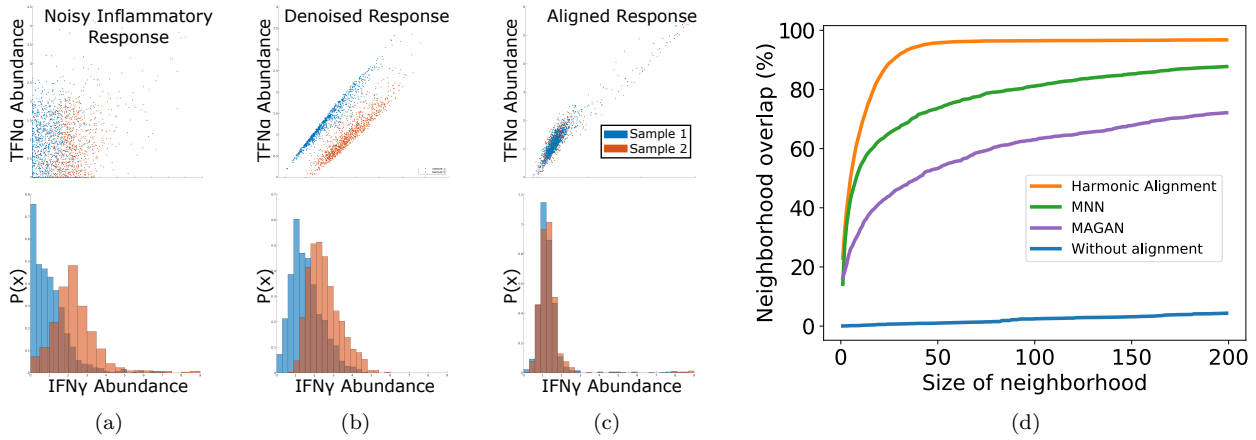 Noisy Inflammatory
Response
TFNα Abundance
P(x)
IFNγ Abundance
(a)
Denoised Response
TFNα Abundance
P(x)
IFNγ Abundance
(b)
Aligned Response
TFNα Abundance
Sample 1
Sample 2
P(x)
IFNγ Abundance
(c)
Neighborhood overlap (%)
100
80
60
40
20
0
Harmonic Alignment
MNN
MAGAN
Without alignment
0 50 100 150 200
Size of neighborhood
(d)